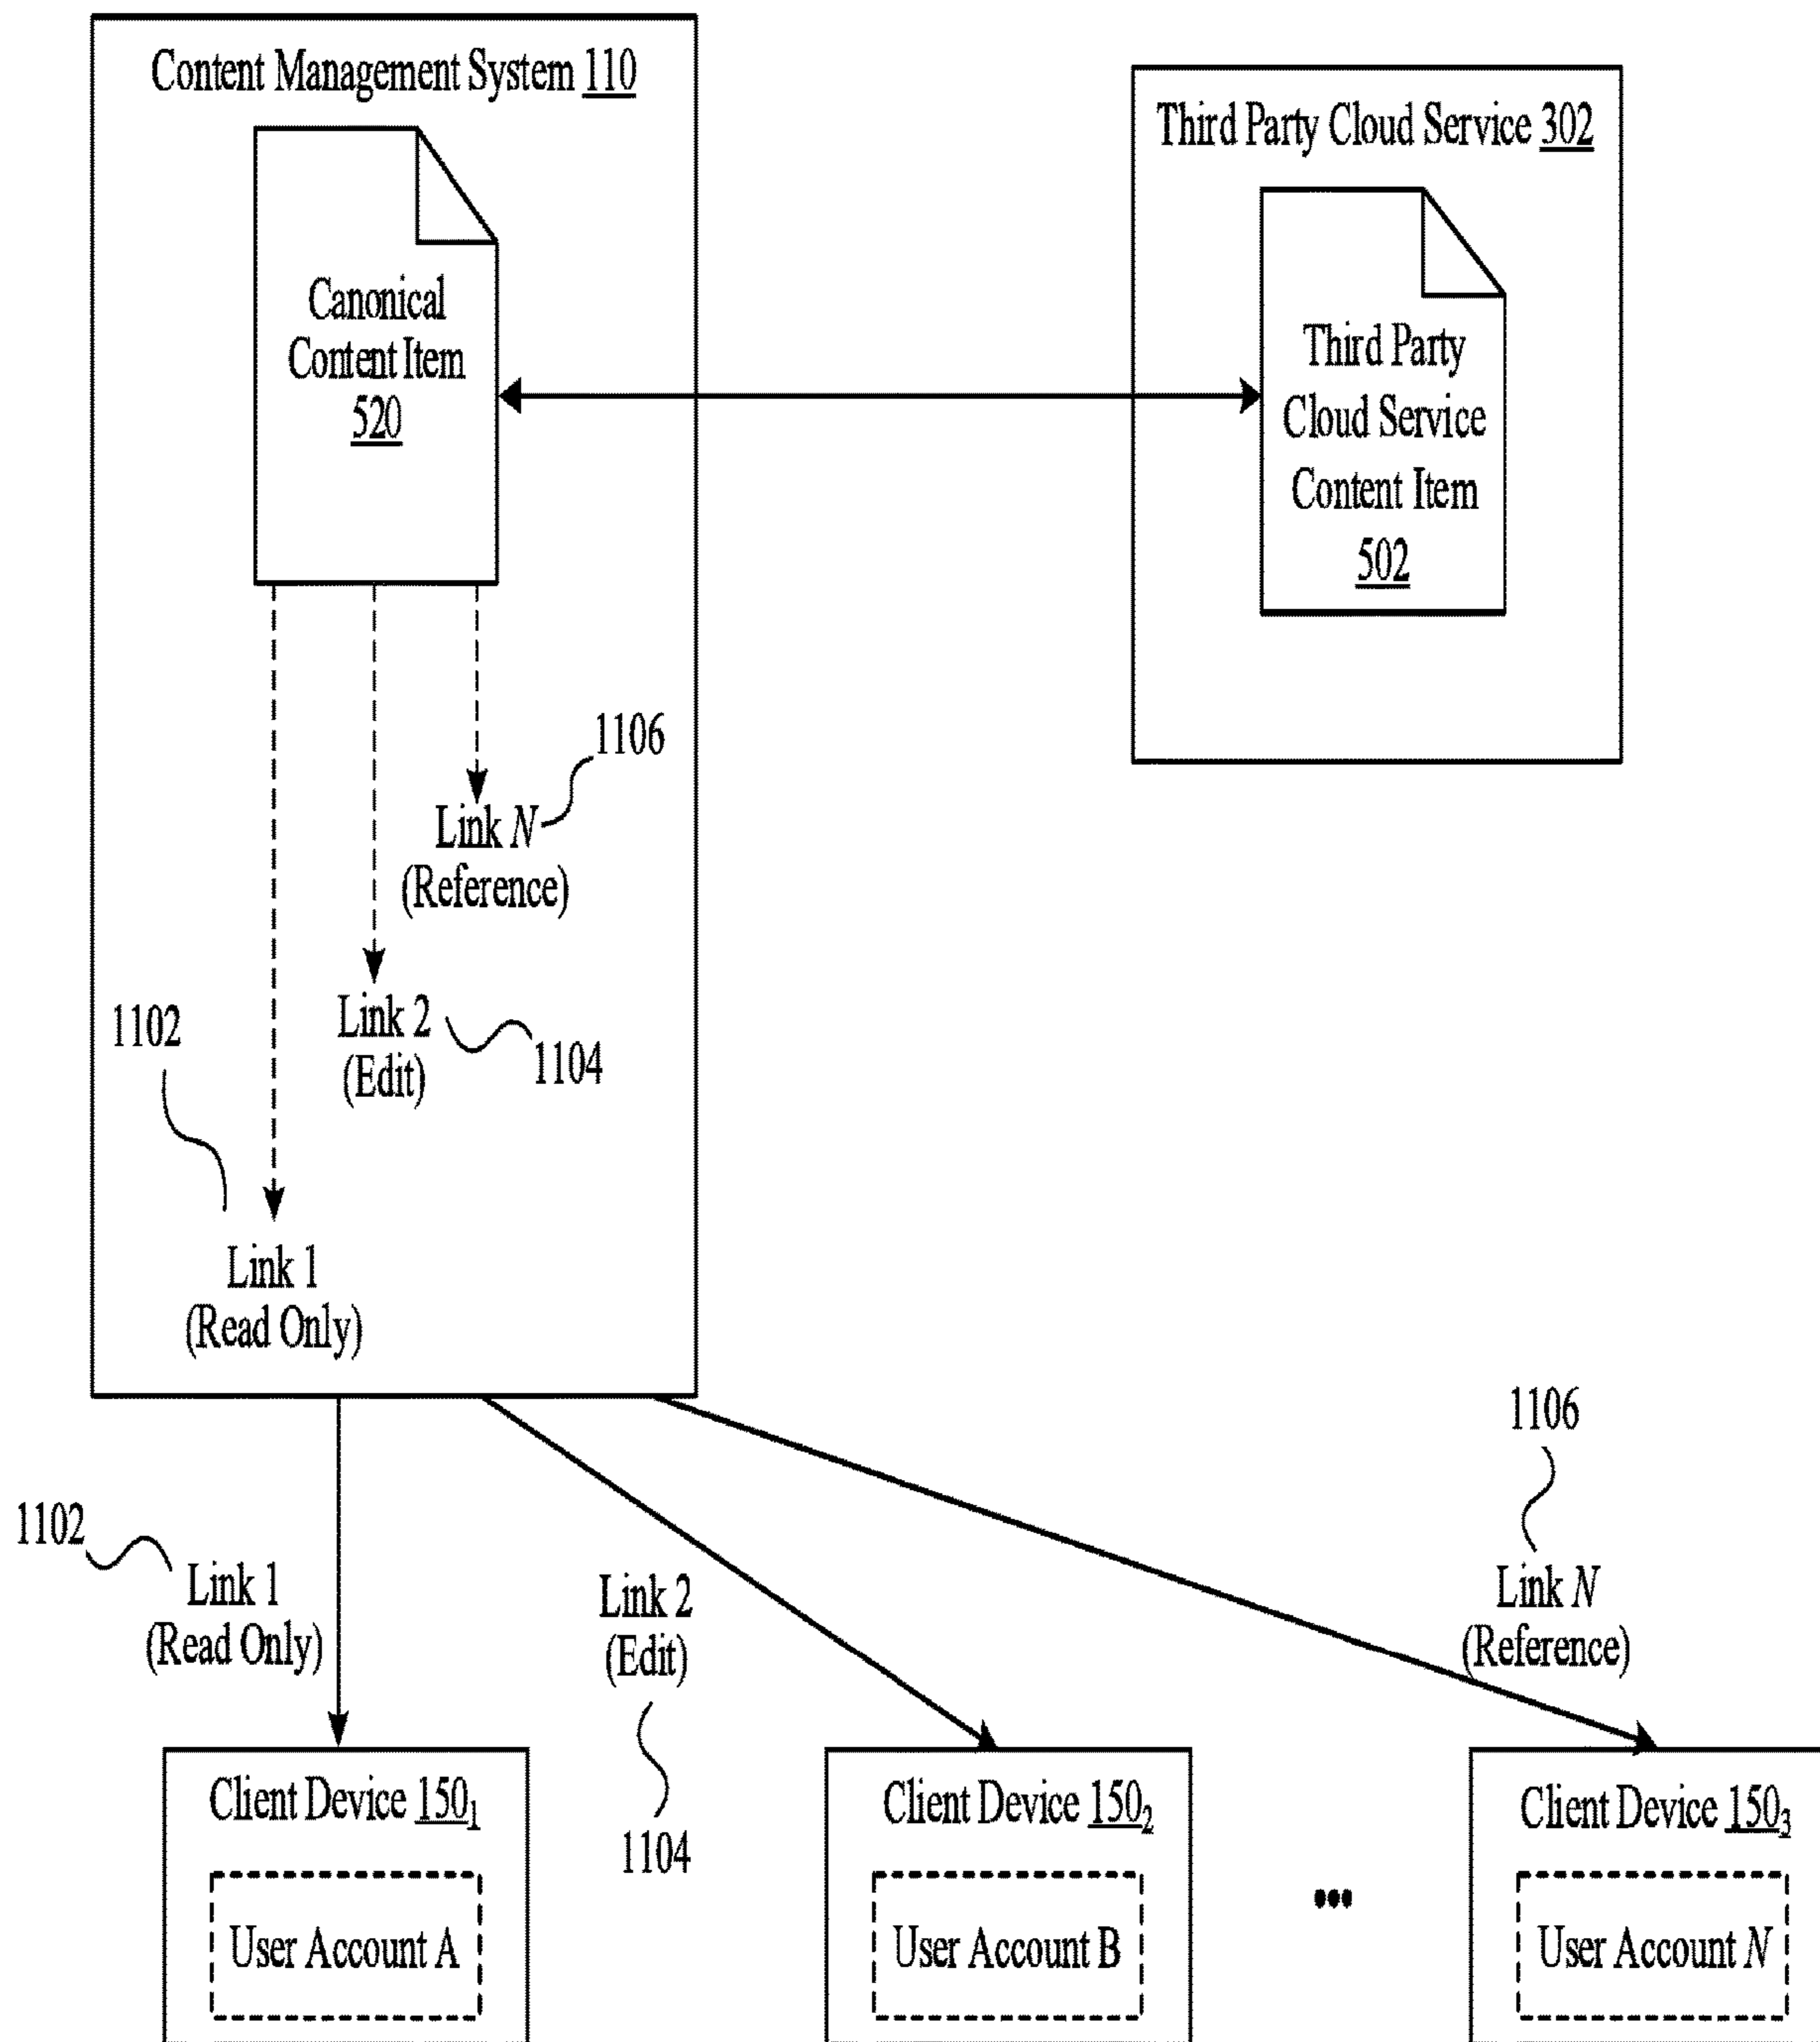 Content Management System 110
Canonical
Content Item
520
Third Party Cloud Service 302
Third Party
Cloud Service
Content Item
502
1106
Link N
(Reference)
Link 2
(Edit)
1104
1102
Link 1
(Read Only)
1102
Link 1
(Read Only)
Link 2
(Edit)
1104
1106
Link N
(Reference)
Client Device 150₁
User Account A
Client Device 150₂
User Account B
•••
Client Device 150₃
User Account N